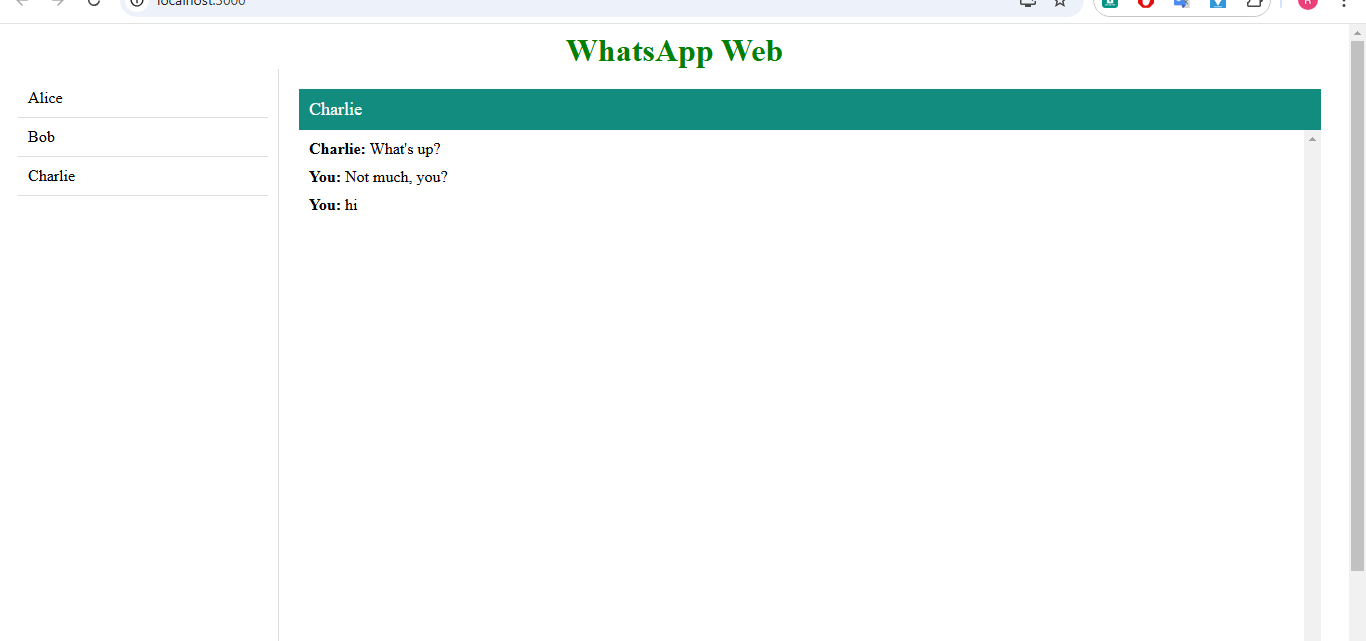 localhost:3000
WhatsApp Web
Alice
Bob
Charlie
Charlie
Charlie: What's up?
You: Not much, you?
You: hi